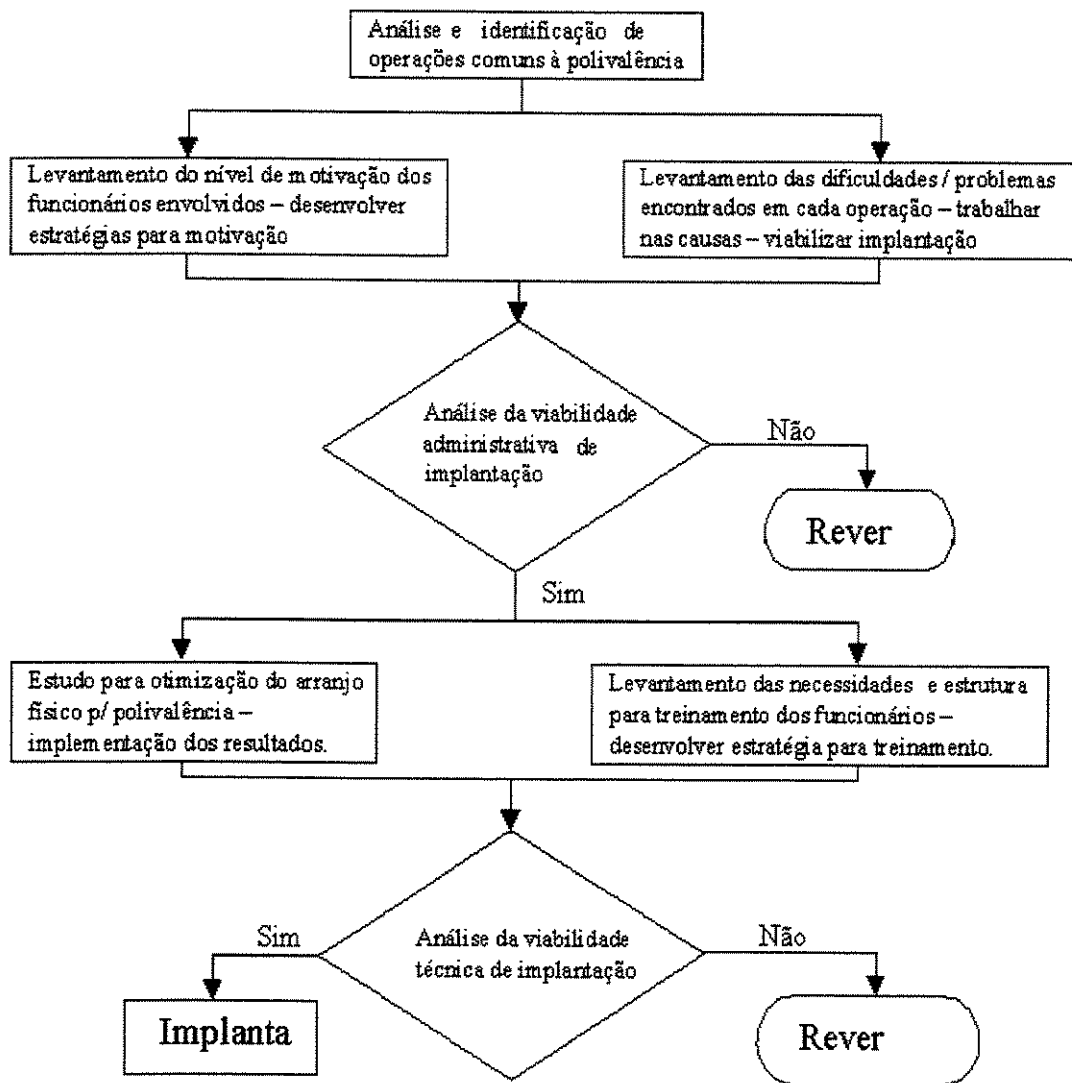 Análise e identificação de
operações comuns à polivalência
Levantamento do nível de motivação dos
funcionários envolvidos – desenvolver
estratégias para motivação
Levantamento das dificuldades / problemas
encontrados em cada operação – trabalhar
nas causas – viabilizar implantação
Análise da viabilidade
administrativa de
implantação
Não
Rever
Sim
Estudo para otimização do arranjo
físico p/ polivalência –
implementação dos resultados.
Levantamento das necessidades e estrutura
para treinamento dos funcionários –
desenvolver estratégia para treinamento.
Sim
Análise da viabilidade
técnica de implantação
Não
Implanta
Rever